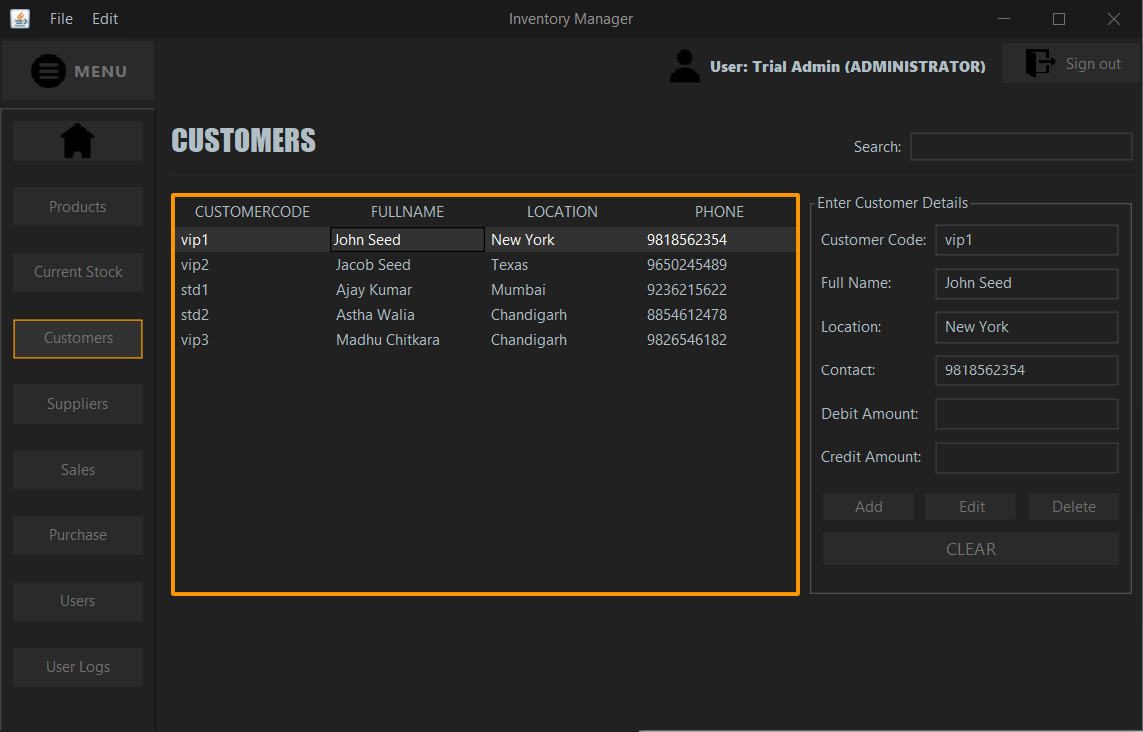 File Edit Inventory Manager
MENU
User: Trial Admin (ADMINISTRATOR)
Sign out
CUSTOMERS
Search:
Products
Current Stock
Customers
Suppliers
Sales
Purchase
Users
User Logs
CUSTOMERCODE FULLNAME LOCATION PHONE
vip1 John Seed New York 9818562354
vip2 Jacob Seed Texas 9650245489
std1 Ajay Kumar Mumbai 9236215622
std2 Astha Walia Chandigarh 8854612478
vip3 Madhu Chitkara Chandigarh 9826546182
Enter Customer Details
Customer Code: vip1
Full Name: John Seed
Location: New York
Contact: 9818562354
Debit Amount:
Credit Amount:
Add Edit Delete
CLEAR